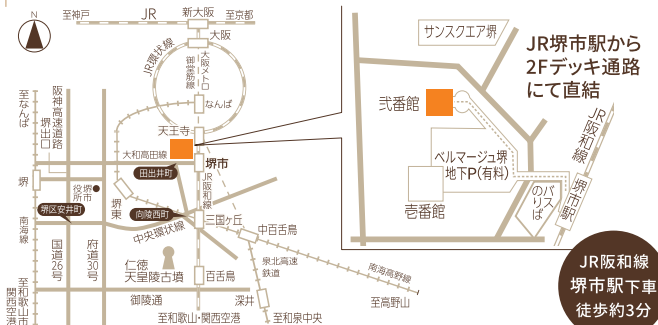 N
至神戸
JR
新大阪
至京都
大阪
JR環状線
大阪メトロ
御堂筋線
なんば
天王寺
大和高田線
堺市
田出井町
JR阪和線
至なんば
阪神高速道路
堺出口
堺
役所
堺市
堺区安井町
堺東
向陵西町
三国ヶ丘
中央環状線
中百舌鳥
南海線
国道26号
府道30号
仁徳
天皇陵古墳
百舌鳥
泉北高速
鉄道
南海高野線
至高野山
御陵通
深井
至和歌山市
関西空港
至和歌山・関西空港
至和泉中央
サンスクエア堺
JR堺市駅から
2Fデッキ通路
にて直結
弐番館
JR阪和線
ベルマージュ堺
地下P(有料)
壱番館
バス
のりば
堺市駅
JR阪和線
堺市駅下車
徒歩約3分